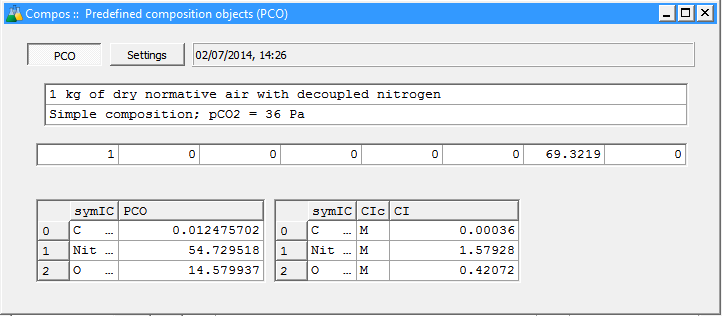 Compos :: Predefined composition objects (PCO)
PCO Settings 02/07/2014, 14:26
1 kg of dry normative air with decoupled nitrogen
Simple composition; pCO2 = 36 Pa
1 0 0 0 0 0 69.3219 0
symIC PCO symIC CIc CI
0 C ... 0.012475702 0 C ... M 0.00036
1 Nit ... 54.729518 1 Nit ... M 1.57928
2 O ... 14.579937 2 O ... M 0.42072